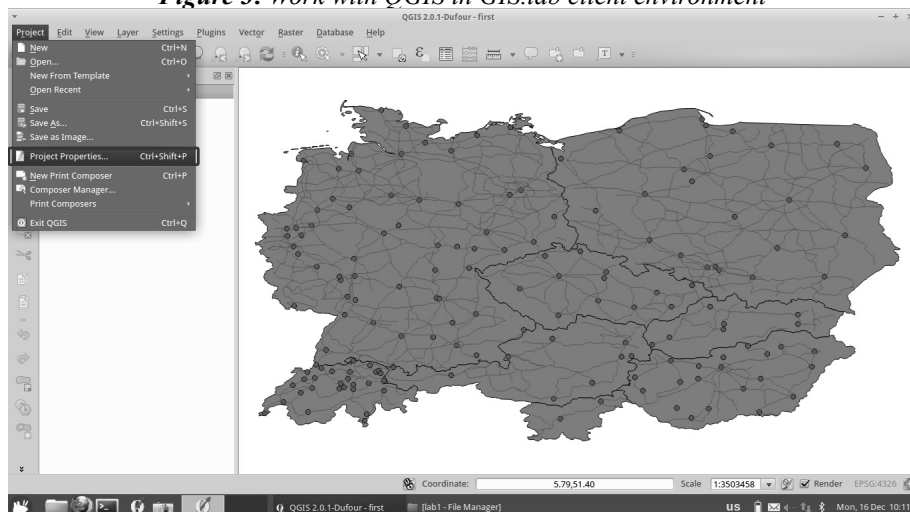 Figure 3: Work with QGIS in GIS.lab client environment
QGIS 2.0.1-Dufour - first
Project Edit View Layer Settings Plugins Vector Raster Database Help
New Ctrl+N
Open... Ctrl+O
New From Template
Open Recent
Save Ctrl+S
Save As... Ctrl+Shift+S
Save as Image...
Project Properties... Ctrl+Shift+P
New Print Composer Ctrl+P
Composer Manager...
Print Composers
Exit QGIS Ctrl+Q
Coordinate: 5.79,51.40 Scale 1:3503458 Render EPSG:4326
QGIS 2.0.1-Dufour - first [lab1 - File Manager] US Mon, 16 Dec, 10:11